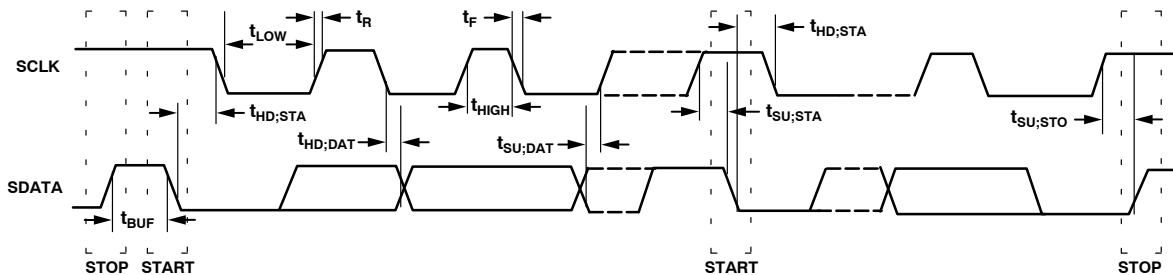 tR
tF
tLOW
tHD;STA
SCLK
tHD;STA
tHIGH
tSU;STA
tSU;STO
tHD;DAT
tSU;DAT
SDATA
tBUF
STOP
START
START
STOP